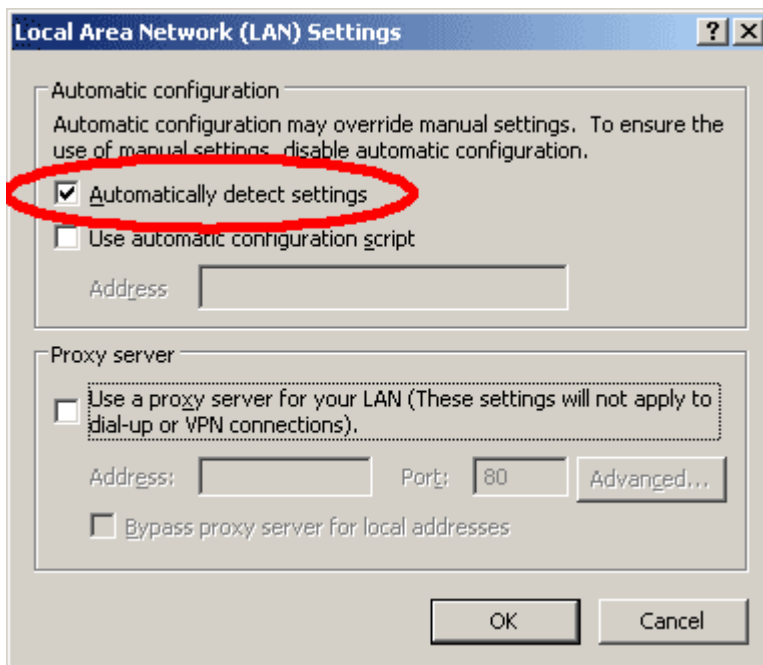 Local Area Network (LAN) Settings
Automatic configuration
Automatic configuration may override manual settings. To ensure the
use of manual settings, disable automatic configuration.
Automatically detect settings
Use automatic configuration script
Address
Proxy server
Use a proxy server for your LAN (These settings will not apply to
dial-up or VPN connections).
Address: Port: 80 Advanced...
Bypass proxy server for local addresses
OK Cancel